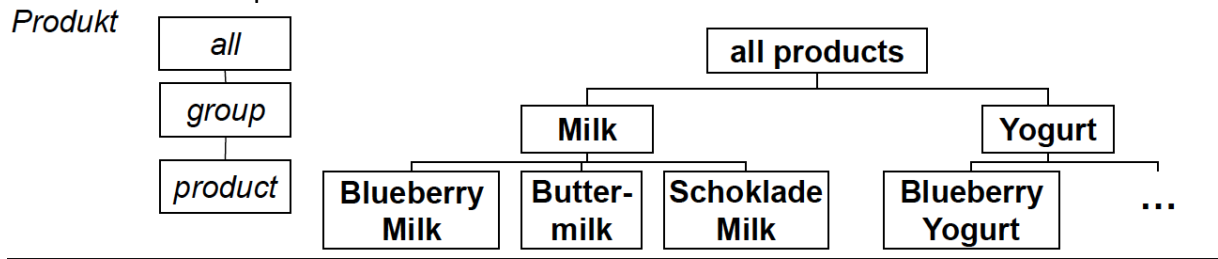 Produkt
all
group
product
all products
Milk
Yogurt
Blueberry
Milk
Butter-
milk
Schoklade
Milk
Blueberry
Yogurt
...